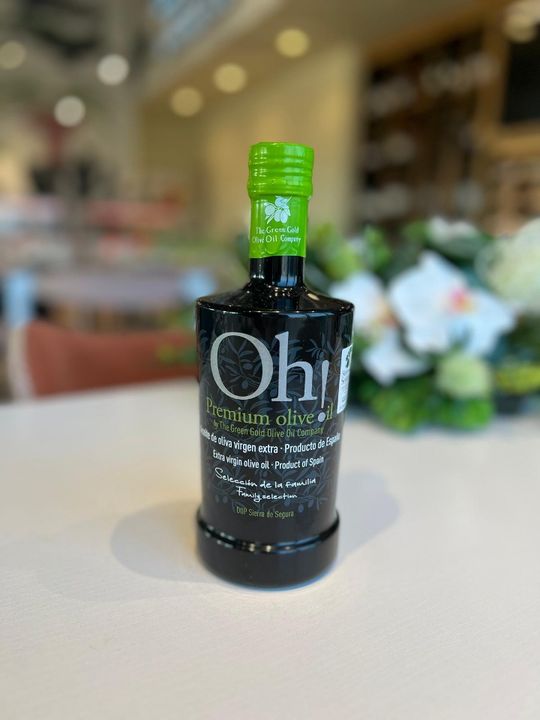 The Green Gold
Olive Oil Company
Oh!
Premium olive oil
by The Green Gold Olive Oil Company
aceite de oliva virgen extra · Producto de España
Extra virgin olive oil · Product of Spain
Selección de la familia
Family selection
DOP Sierra de Segura